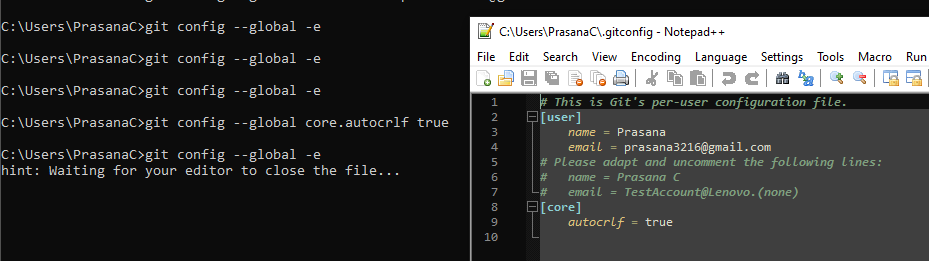 C:\Users\PrasanaC>git config --global -e
C:\Users\PrasanaC>git config --global -e
C:\Users\PrasanaC>git config --global -e
C:\Users\PrasanaC>git config --global core.autocrlf true
C:\Users\PrasanaC>git config --global -e
hint: Waiting for your editor to close the file...
C:\Users\PrasanaC\.gitconfig - Notepad++
File Edit Search View Encoding Language Settings Tools Macro Run
1 # This is Git's per-user configuration file.
2 [user]
3 name = Prasana
4 email = prasana3216@gmail.com
5 # Please adapt and uncomment the following lines:
6 # name = Prasana C
7 # email = TestAccount@Lenovo.(none)
8 [core]
9 autocrlf = true
10